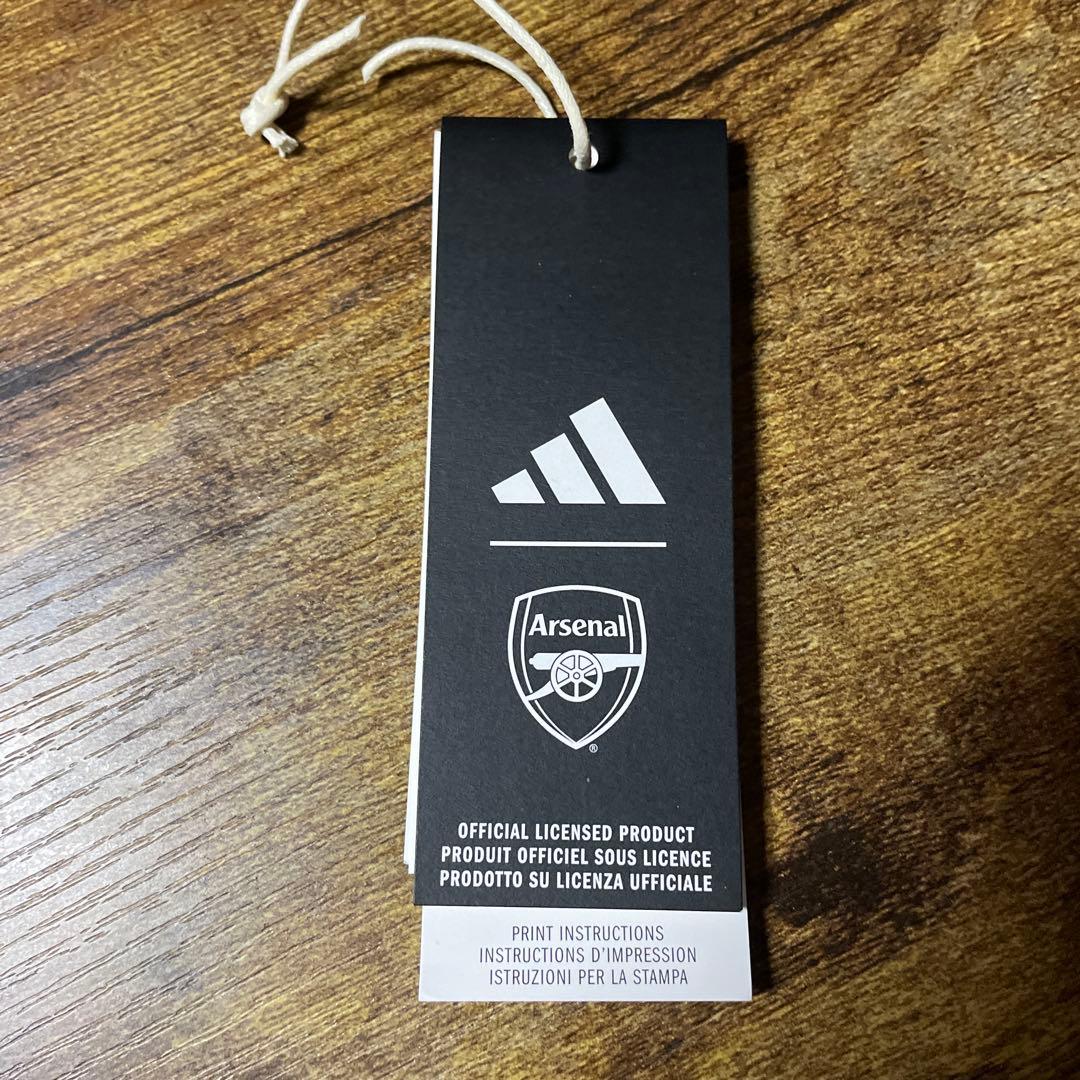 Arsenal
®
OFFICIAL LICENSED PRODUCT
PRODUIT OFFICIEL SOUS LICENCE
PRODOTTO SU LICENZA UFFICIALE
PRINT INSTRUCTIONS
INSTRUCTIONS D'IMPRESSION
ISTRUZIONI PER LA STAMPA